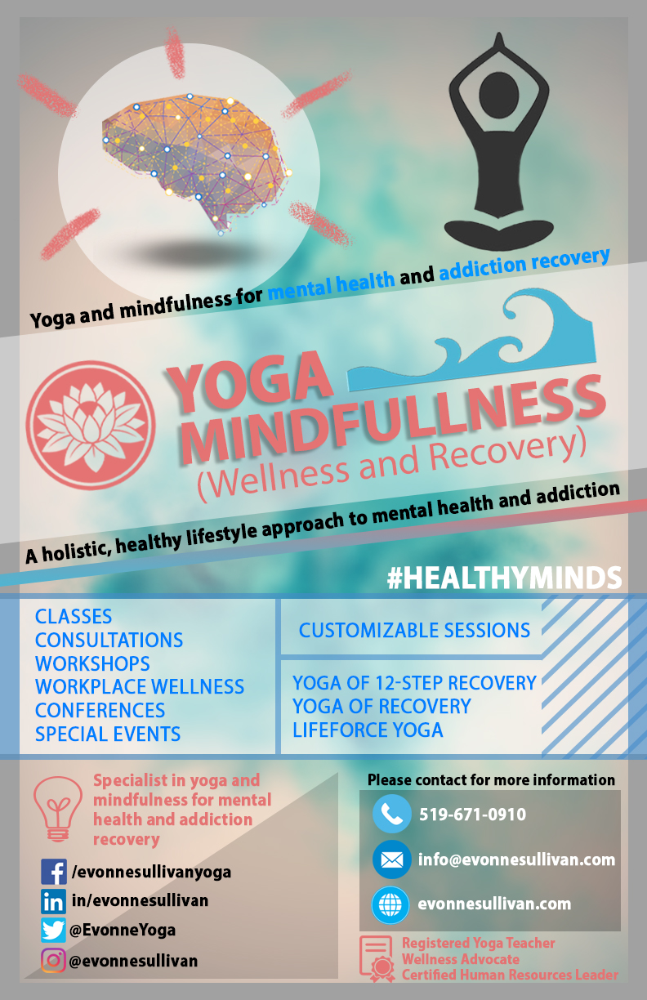 Yoga and mindfulness for mental health and addiction recovery
YOGA
MINDFULLNESS
(Wellness and Recovery)
A holistic, healthy lifestyle approach to mental health and addiction
#HEALTHYMINDS
CLASSES
CONSULTATIONS
WORKSHOPS
WORKPLACE WELLNESS
CONFERENCES
SPECIAL EVENTS
CUSTOMIZABLE SESSIONS
YOGA OF 12-STEP RECOVERY
YOGA OF RECOVERY
LIFEFORCE YOGA
Specialist in yoga and
mindfulness for mental
health and addiction
recovery
f /evonnesullivanyoga
in in/evonnesullivan
@EvonneYoga
@evonnesullivan
Please contact for more information
519-671-0910
info@evonnesullivan.com
evonnesullivan.com
Registered Yoga Teacher
Wellness Advocate
Certified Human Resources Leader